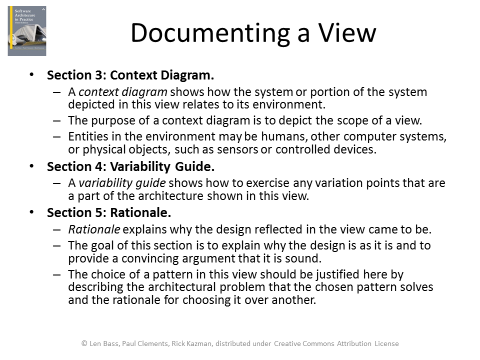 Documenting a View
• Section 3: Context Diagram.
– A context diagram shows how the system or portion of the system
depicted in this view relates to its environment.
– The purpose of a context diagram is to depict the scope of a view.
– Entities in the environment may be humans, other computer systems,
or physical objects, such as sensors or controlled devices.
• Section 4: Variability Guide.
– A variability guide shows how to exercise any variation points that are
a part of the architecture shown in this view.
• Section 5: Rationale.
– Rationale explains why the design reflected in the view came to be.
– The goal of this section is to explain why the design is as it is and to
provide a convincing argument that it is sound.
– The choice of a pattern in this view should be justified here by
describing the architectural problem that the chosen pattern solves
and the rationale for choosing it over another.
© Len Bass, Paul Clements, Rick Kazman, distributed under Creative Commons Attribution License